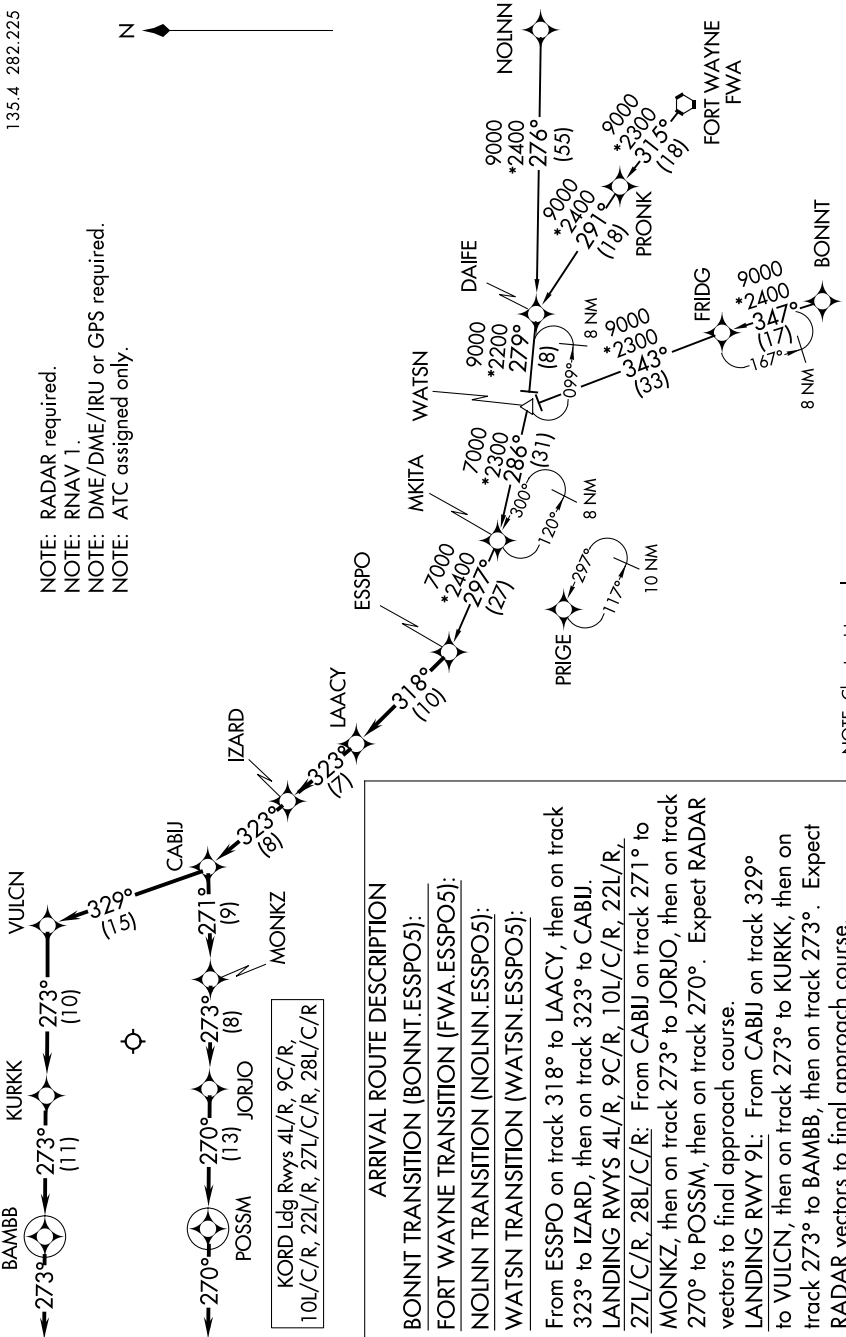 135.4 282.225
N
NOTE: RADAR required.
NOTE: RNAV 1.
NOTE: DME/DME/IRU or GPS required.
NOTE: ATC assigned only.
NOLNN
9000
*2400
276°
(55)
FORT WAYNE
FWA
9000
*2300
315°
(18)
PRONK
9000
*2400
291°
(18)
DAIFE
9000
*2200
279°
(8)
8 NM
099°
WATSN
BONNT
9000
*2400
347°
(17)
FRIDG
167°
8 NM
9000
*2300
343°
(33)
7000
*2300
286°
(31)
MKITA
300°
120°
8 NM
7000
*2400
297°
(27)
PRIGE
297°
117°
10 NM
ESSPO
318°
(10)
LAACY
323°
(7)
IZARD
323°
(8)
CABIJ
329°
(15)
VULCN
273°
(10)
KURKK
273°
(11)
BAMBB
273°
271°
(9)
MONKZ
273°
(8)
JORJO
270°
(13)
POSSM
270°
KORD Ldg Rwys 4L/R, 9C/R,
10L/C/R, 22L/R, 27L/C/R, 28L/C/R
ARRIVAL ROUTE DESCRIPTION
BONNT TRANSITION (BONNT.ESSPO5):
FORT WAYNE TRANSITION (FWA.ESSPO5):
NOLNN TRANSITION (NOLNN.ESSPO5):
WATSN TRANSITION (WATSN.ESSPO5):
From ESSPO on track 318° to LAACY, then on track
323° to IZARD, then on track 323° to CABIJ.
LANDING RWYS 4L/R, 9C/R, 10L/C/R, 22L/R,
27L/C/R, 28L/C/R: From CABIJ on track 271° to
MONKZ, then on track 273° to JORJO, then on track
270° to POSSM, then on track 270°. Expect RADAR
vectors to final approach course.
LANDING RWY 9L: From CABIJ on track 329°
to VULCN, then on track 273° to KURKK, then on
track 273° to BAMBB, then on track 273°. Expect
RADAR vectors to final approach course.